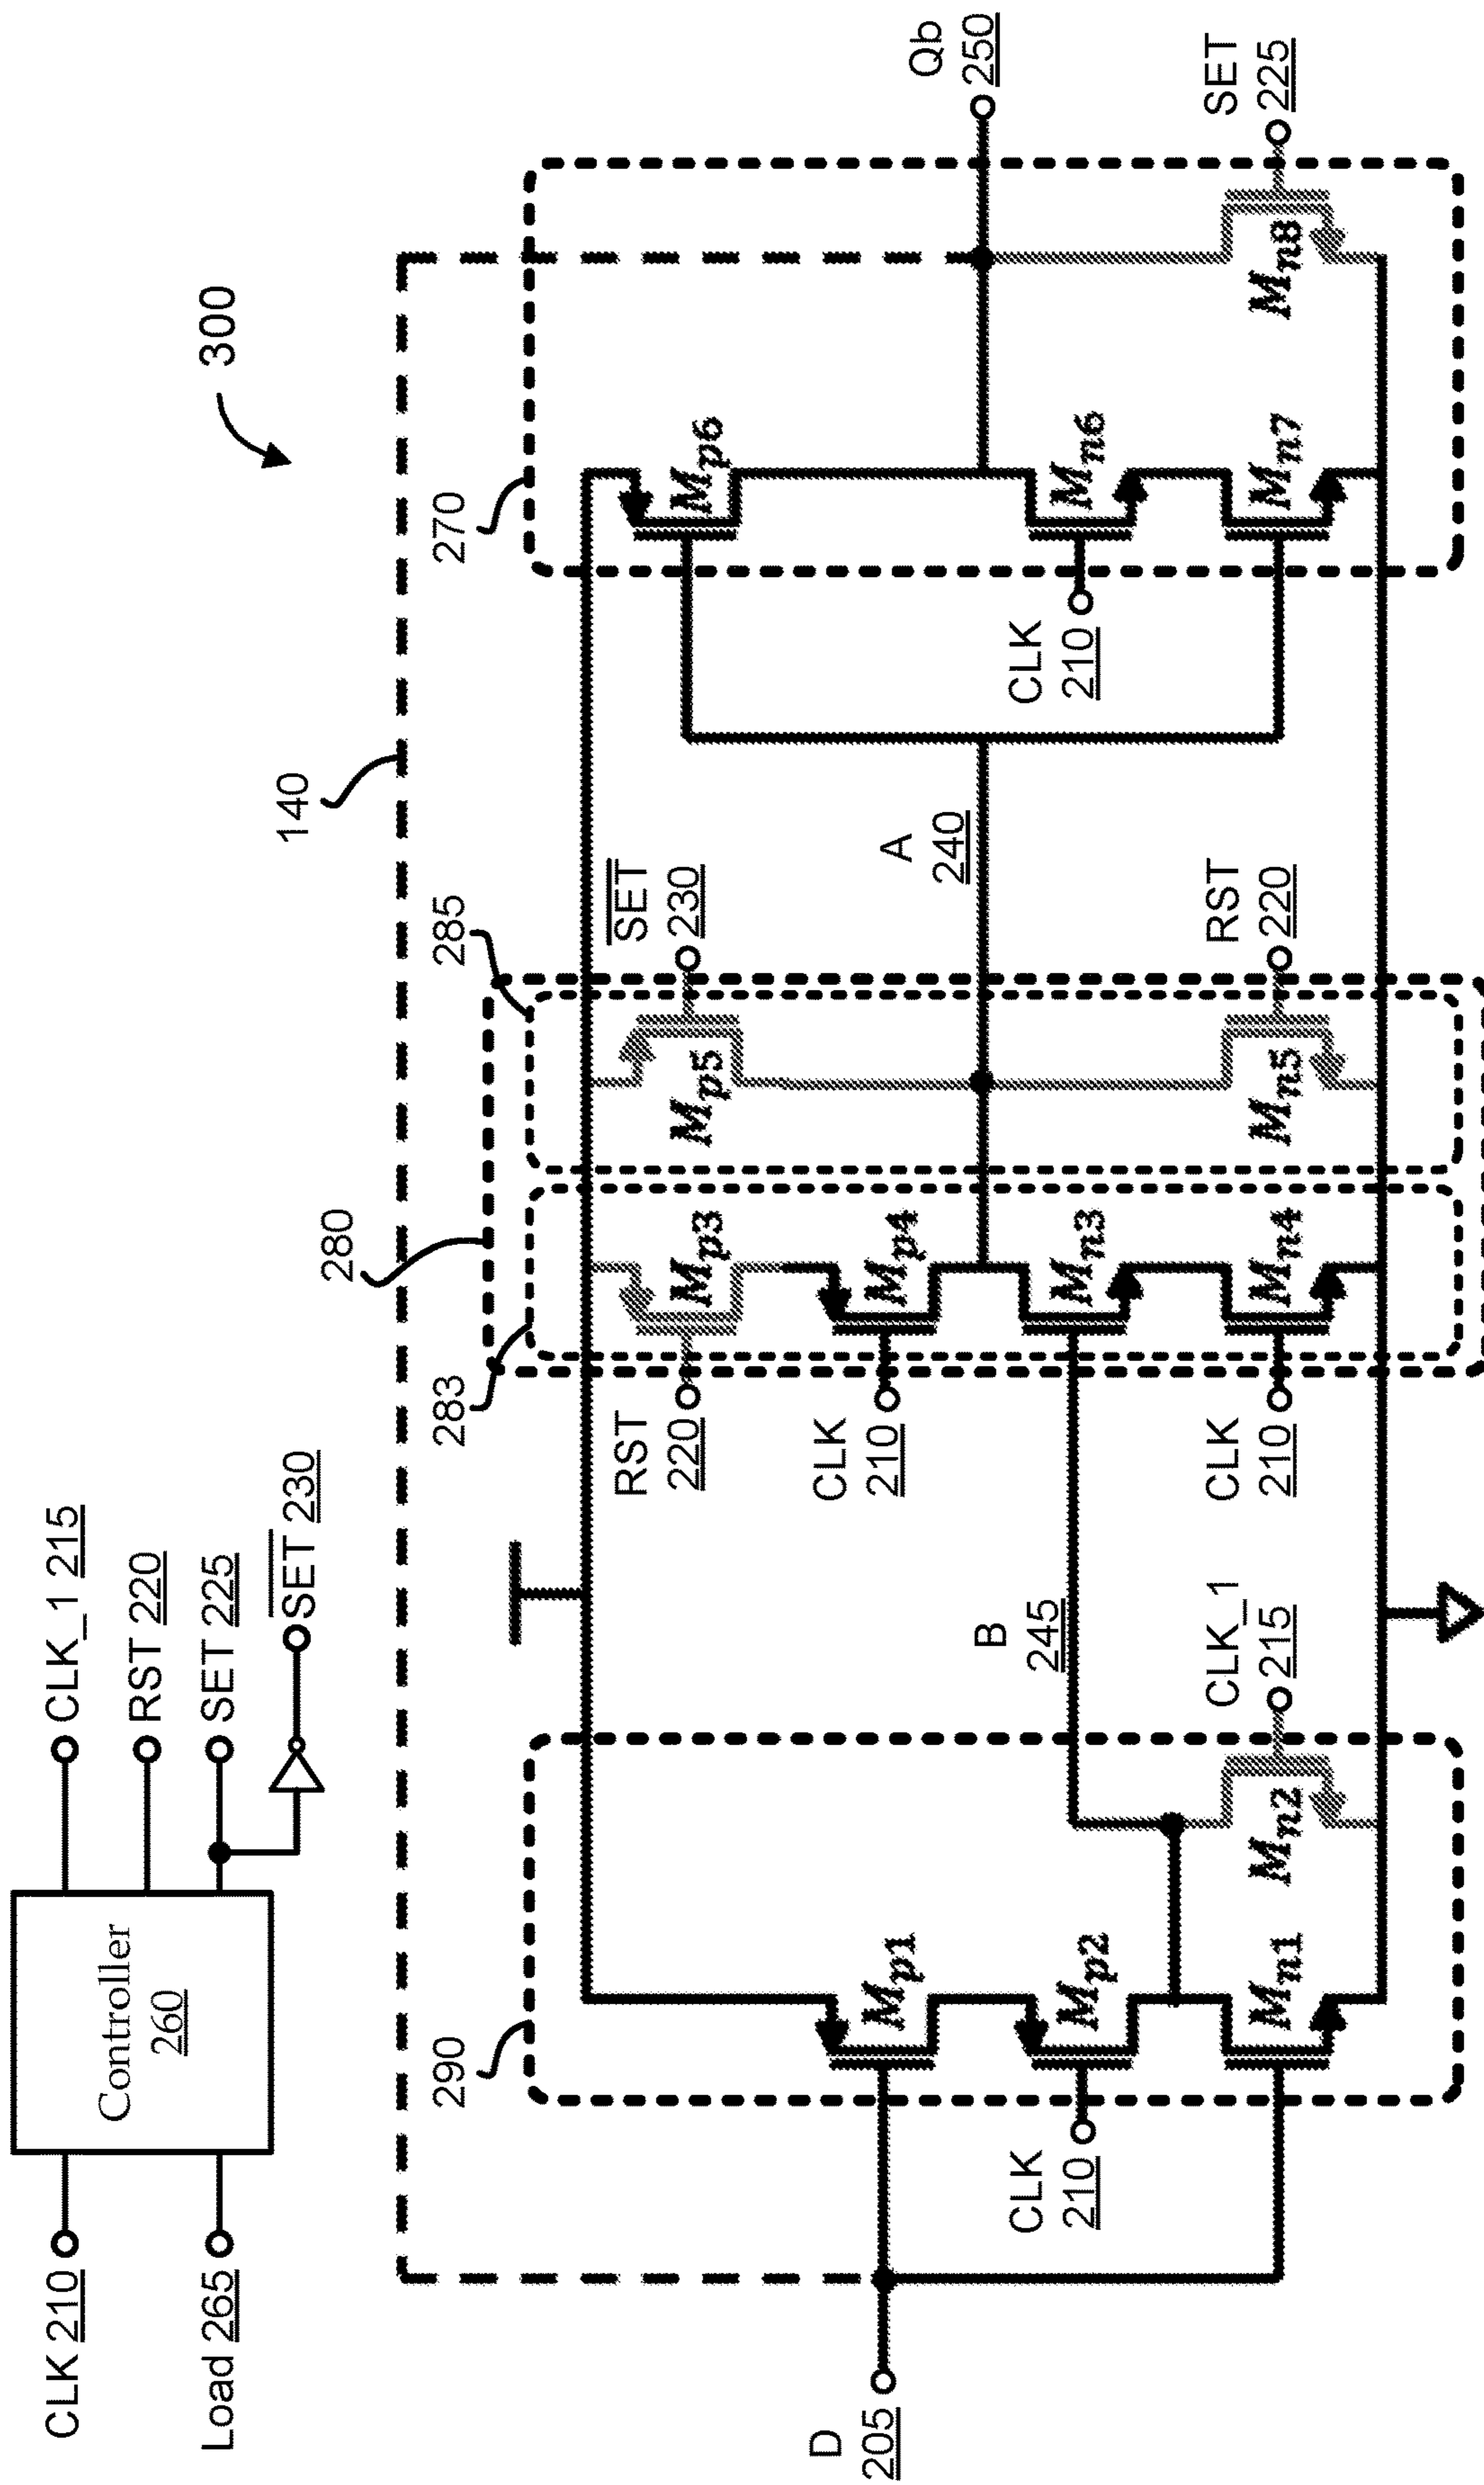 300
CLK 210
Load 265
Controller
260
CLK_1 215
RST 220
SET 225
SET 230
140
290
280
283
285
270
D
205
CLK
210
M_p1
M_p2
M_n1
M_n2
CLK_1
215
B
245
RST
220
CLK
210
CLK
210
M_p3
M_p4
M_n3
M_n4
M_p5
M_n5
SET
230
RST
220
A
240
CLK
210
M_p6
M_n6
M_n7
M_n8
Qb
250
SET
225